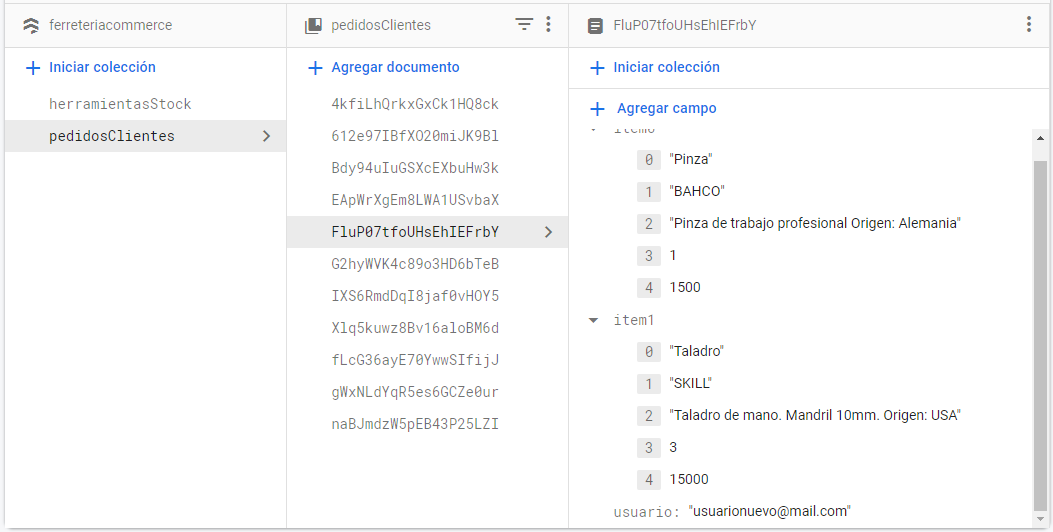 ferreteriacommerce
pedidosClientes
FluP07tfoUHsEhIEFrbY
Iniciar colección
Agregar documento
Iniciar colección
herramientasStock
pedidosClientes
4kfiLhQrkxGxCk1HQ8ck
612e97IBfXO20miJK9Bl
Bdy94uIuGSXcEXbuHw3k
EApWrXgEm8LWA1USvbaX
FluP07tfoUHsEhIEFrbY
G2hyWVK4c89o3HD6bTeB
IXS6RmdDqI8jaf0vHOY5
Xlq5kuwz8Bv16aloBM6d
fLcG36ayE70YwwSIfijJ
gWxNLdYqR5es6GCZe0ur
naBJmdzW5pEB43P25LZI
Agregar campo
item0
0 "Pinza"
1 "BAHCO"
2 "Pinza de trabajo profesional Origen: Alemania"
3 1
4 1500
item1
0 "Taladro"
1 "SKILL"
2 "Taladro de mano. Mandril 10mm. Origen: USA"
3 3
4 15000
usuario: "usuarionuevo@mail.com"